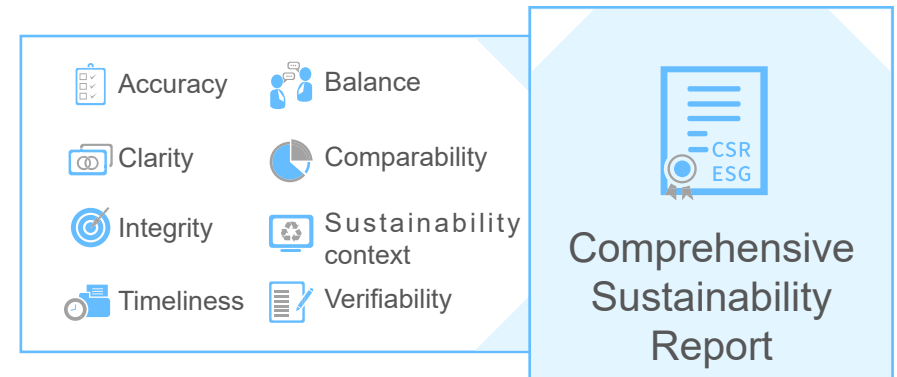 Accuracy
Balance
Clarity
Comparability
Integrity
Sustainability
context
Timeliness
Verifiability
CSR
ESG
Comprehensive
Sustainability
Report